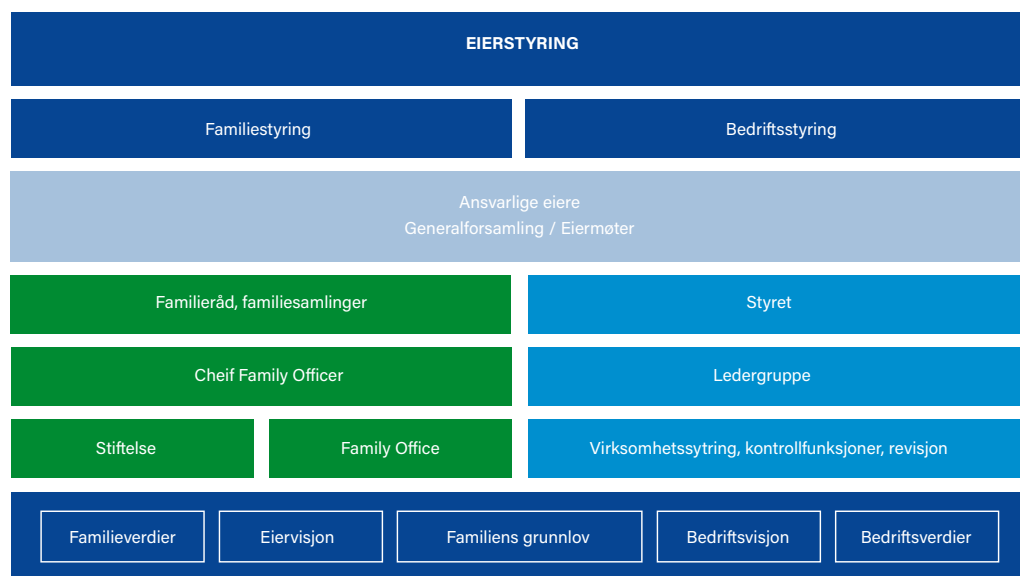 EIERSTYRING
Familiestyring
Bedriftsstyring
Ansvarlige eiere
Generalforsamling / Eiermøter
Familieråd, familiesamlinger
Styret
Cheif Family Officer
Ledergruppe
Stiftelse
Family Office
Virksomhetssytring, kontrollfunksjoner, revisjon
Familieverdier
Eiervisjon
Familiens grunnlov
Bedriftsvisjon
Bedriftsverdier